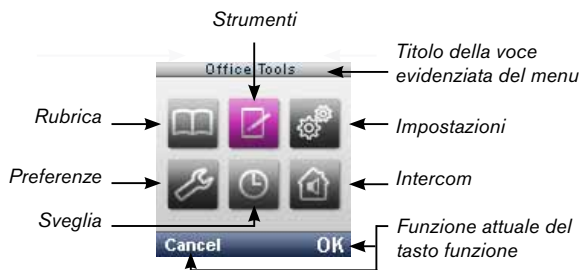 Strumenti
Titolo della voce
evidenziata del menu
Office Tools
Rubrica
Impostazioni
Preferenze
Intercom
Sveglia
Funzione attuale del
tasto funzione
Cancel
OK